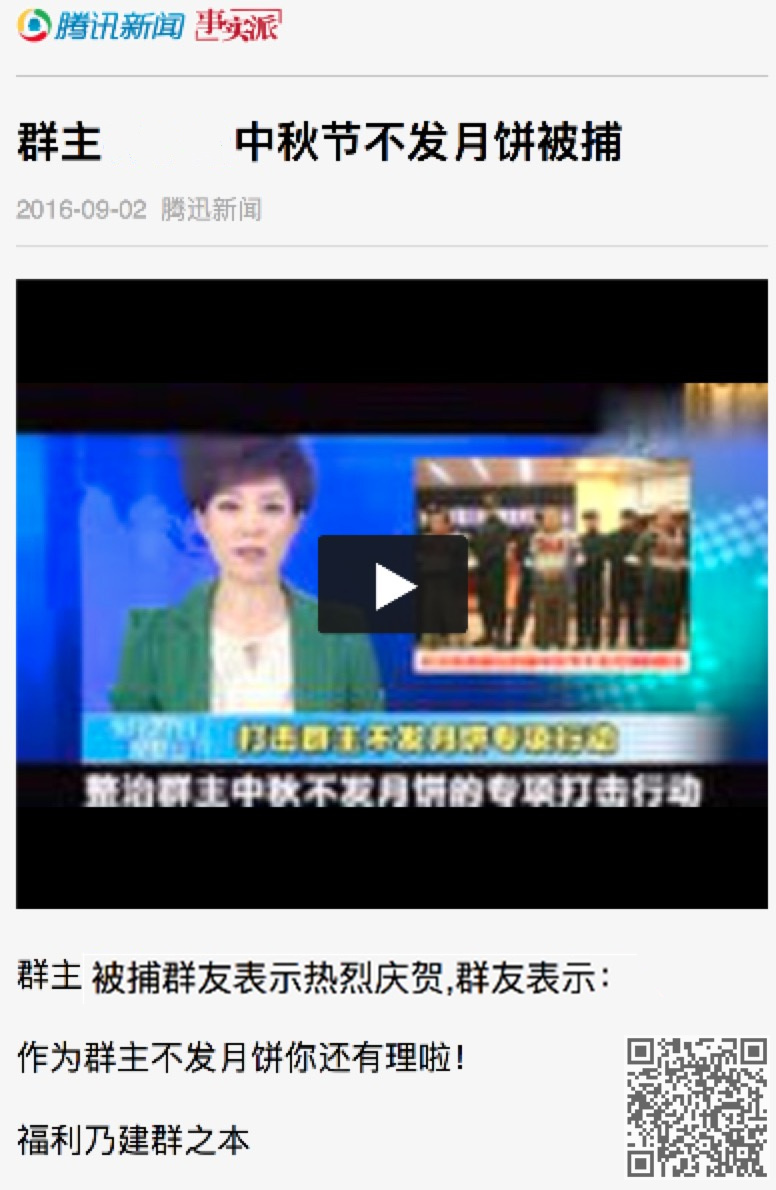 腾讯新闻 事实派
群主 中秋节不发月饼被捕
2016-09-02 腾迅新闻
打击群主不发月饼专项行动
整治群主中秋不发月饼的专项打击行动
群主 被捕群友表示热烈庆贺,群友表示：
作为群主不发月饼你还有理啦！
福利乃建群之本